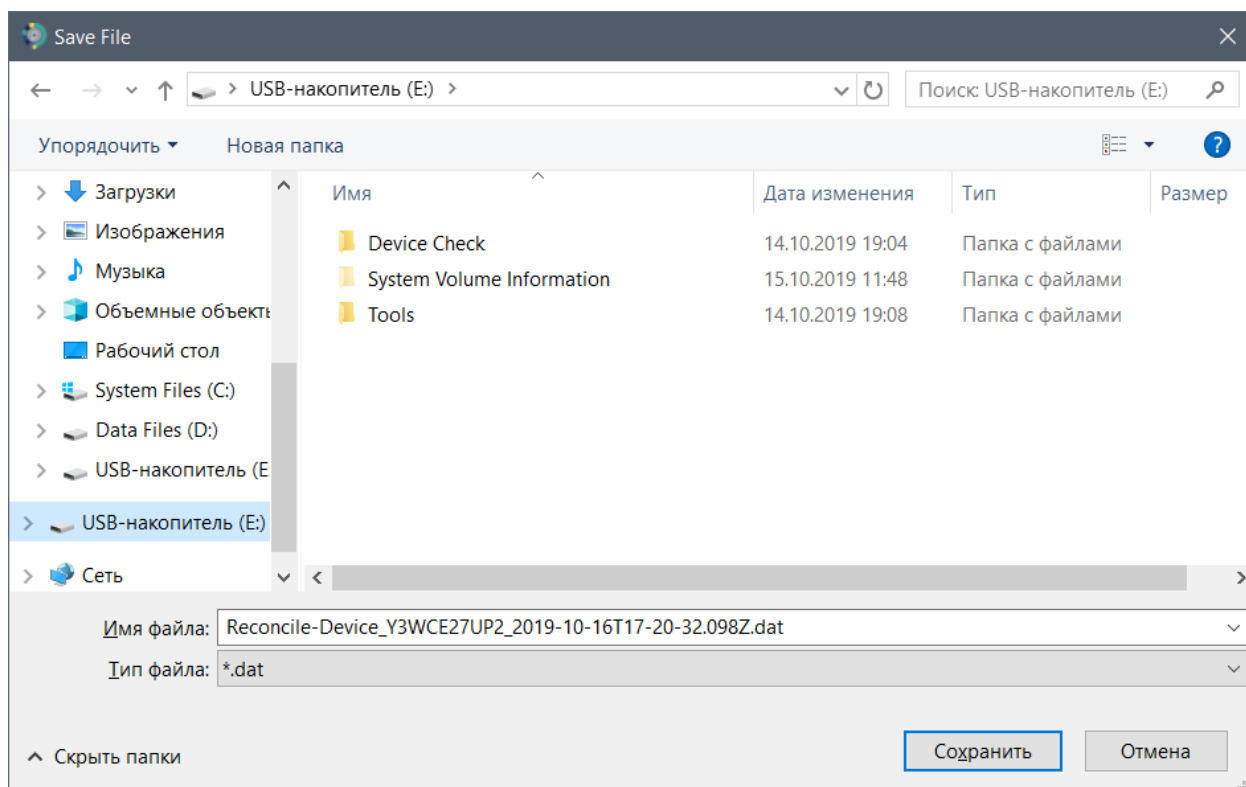 Save File
USB-накопитель (E:)
Поиск: USB-накопитель (E:)
Упорядочить
Новая папка
?
Загрузки
Изображения
Музыка
Объемные объекты
Рабочий стол
System Files (C:)
Data Files (D:)
USB-накопитель (E
USB-накопитель (E:)
Сеть
Имя Дата изменения Тип Размер
Device Check 14.10.2019 19:04 Папка с файлами
System Volume Information 15.10.2019 11:48 Папка с файлами
Tools 14.10.2019 19:08 Папка с файлами
Имя файла: Reconcile-Device_Y3WCE27UP2_2019-10-16T17-20-32.098Z.dat
Тип файла: *.dat
Скрыть папки
Сохранить
Отмена